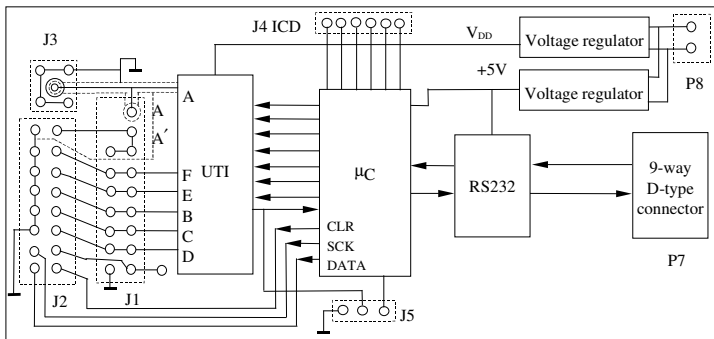 J3
J4 ICD
V_DD
Voltage regulator
P8
+5V
Voltage regulator
A
A
A´
UTI
μC
F
E
B
C
D
RS232
9-way
D-type
connector
P7
CLR
SCK
DATA
J2
J1
J5